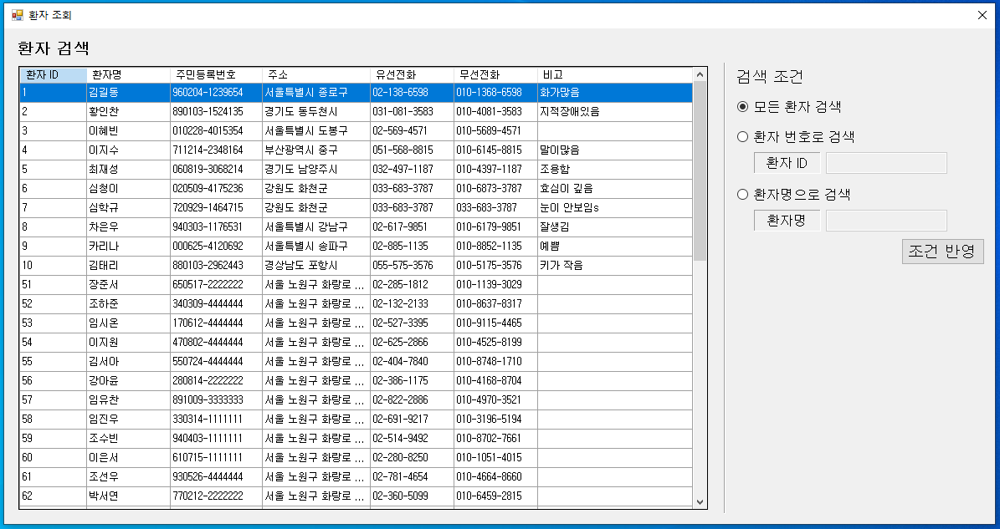 환자 조회
환자 검색
환자 ID 환자명 주민등록번호 주소 유선전화 무선전화 비고
1 김길동 960204-1239654 서울특별시 종로구 02-138-6598 010-1368-6598 화가많음
2 황인찬 890103-1524135 경기도 동두천시 031-081-3583 010-4081-3583 지적장애있음
3 이혜빈 010228-4015354 서울특별시 도봉구 02-569-4571 010-5689-4571
4 이지수 711214-2348164 부산광역시 중구 051-568-8815 010-6145-8815 말이많음
5 최재성 060819-3068214 경기도 남양주시 032-497-1187 010-4397-1187 조용함
6 심청이 020509-4175236 강원도 화천군 033-683-3787 010-6873-3787 효심이 깊음
7 심학규 720929-1464715 강원도 화천군 033-683-3787 033-683-3787 눈이 안보임s
8 차은우 940303-1176531 서울특별시 강남구 02-617-9851 010-6179-9851 잘생김
9 카리나 000625-4120692 서울특별시 송파구 02-885-1135 010-8852-1135 예쁨
10 김태리 880103-2962443 경상남도 포항시 055-575-3576 010-5175-3576 키가 작음
51 장준서 650517-2222222 서울 노원구 화랑로 ... 02-285-1812 010-1139-3029
52 조하준 340309-4444444 서울 노원구 화랑로 ... 02-132-2133 010-8637-8317
53 임시온 170612-4444444 서울 노원구 화랑로 ... 02-527-3395 010-9115-4465
54 이지원 470802-4444444 서울 노원구 화랑로 ... 02-625-2866 010-4525-8199
55 김서아 550724-4444444 서울 노원구 화랑로 ... 02-404-7840 010-8748-1710
56 강아윤 280814-2222222 서울 노원구 화랑로 ... 02-386-1175 010-4168-8704
57 임유찬 891009-3333333 서울 노원구 화랑로 ... 02-822-2886 010-4970-3521
58 임진우 330314-1111111 서울 노원구 화랑로 ... 02-691-9217 010-3196-5194
59 조수빈 940403-1111111 서울 노원구 화랑로 ... 02-514-9492 010-8702-7661
60 이은서 610715-1111111 서울 노원구 화랑로 ... 02-280-8250 010-1051-4015
61 조선우 930526-4444444 서울 노원구 화랑로 ... 02-781-4654 010-4664-8660
62 박서연 770212-2222222 서울 노원구 화랑로 ... 02-360-5099 010-6459-2815
검색 조건
모든 환자 검색
환자 번호로 검색
환자 ID
환자명으로 검색
환자명
조건 반영